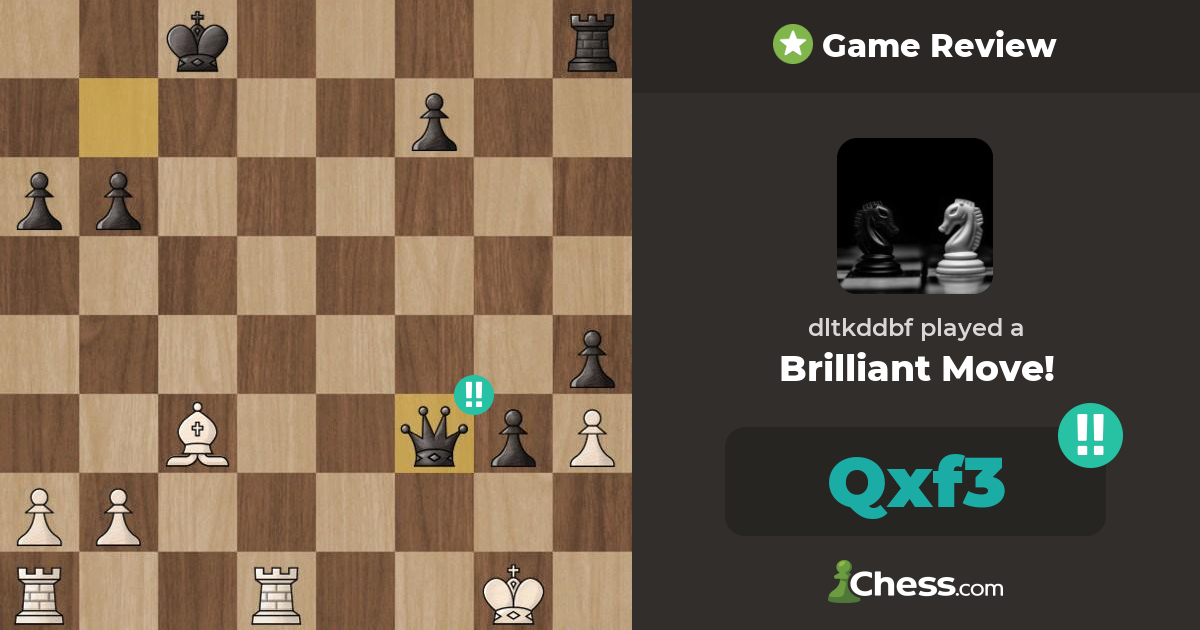 Game Review
dltkddbf played a
Brilliant Move!
!!
!!
Qxf3
Chess.com